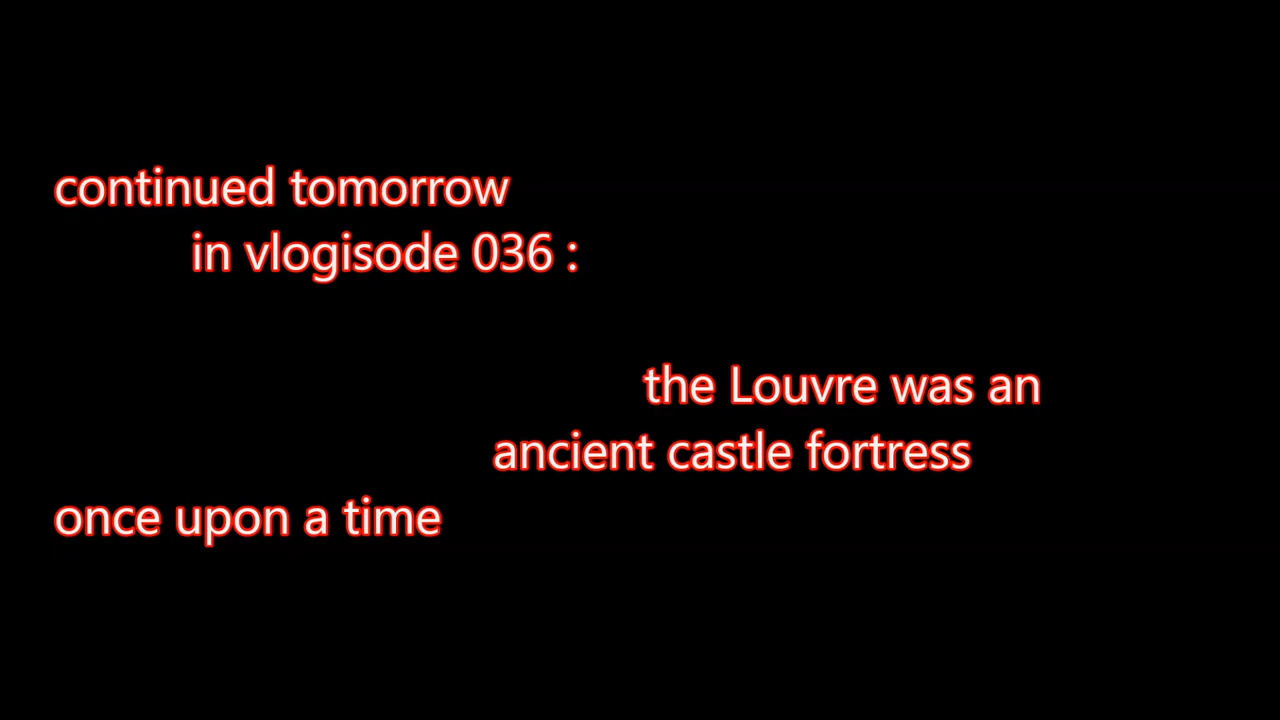 continued tomorrow
in vlogisode 036 :
the Louvre was an
ancient castle fortress
once upon a time